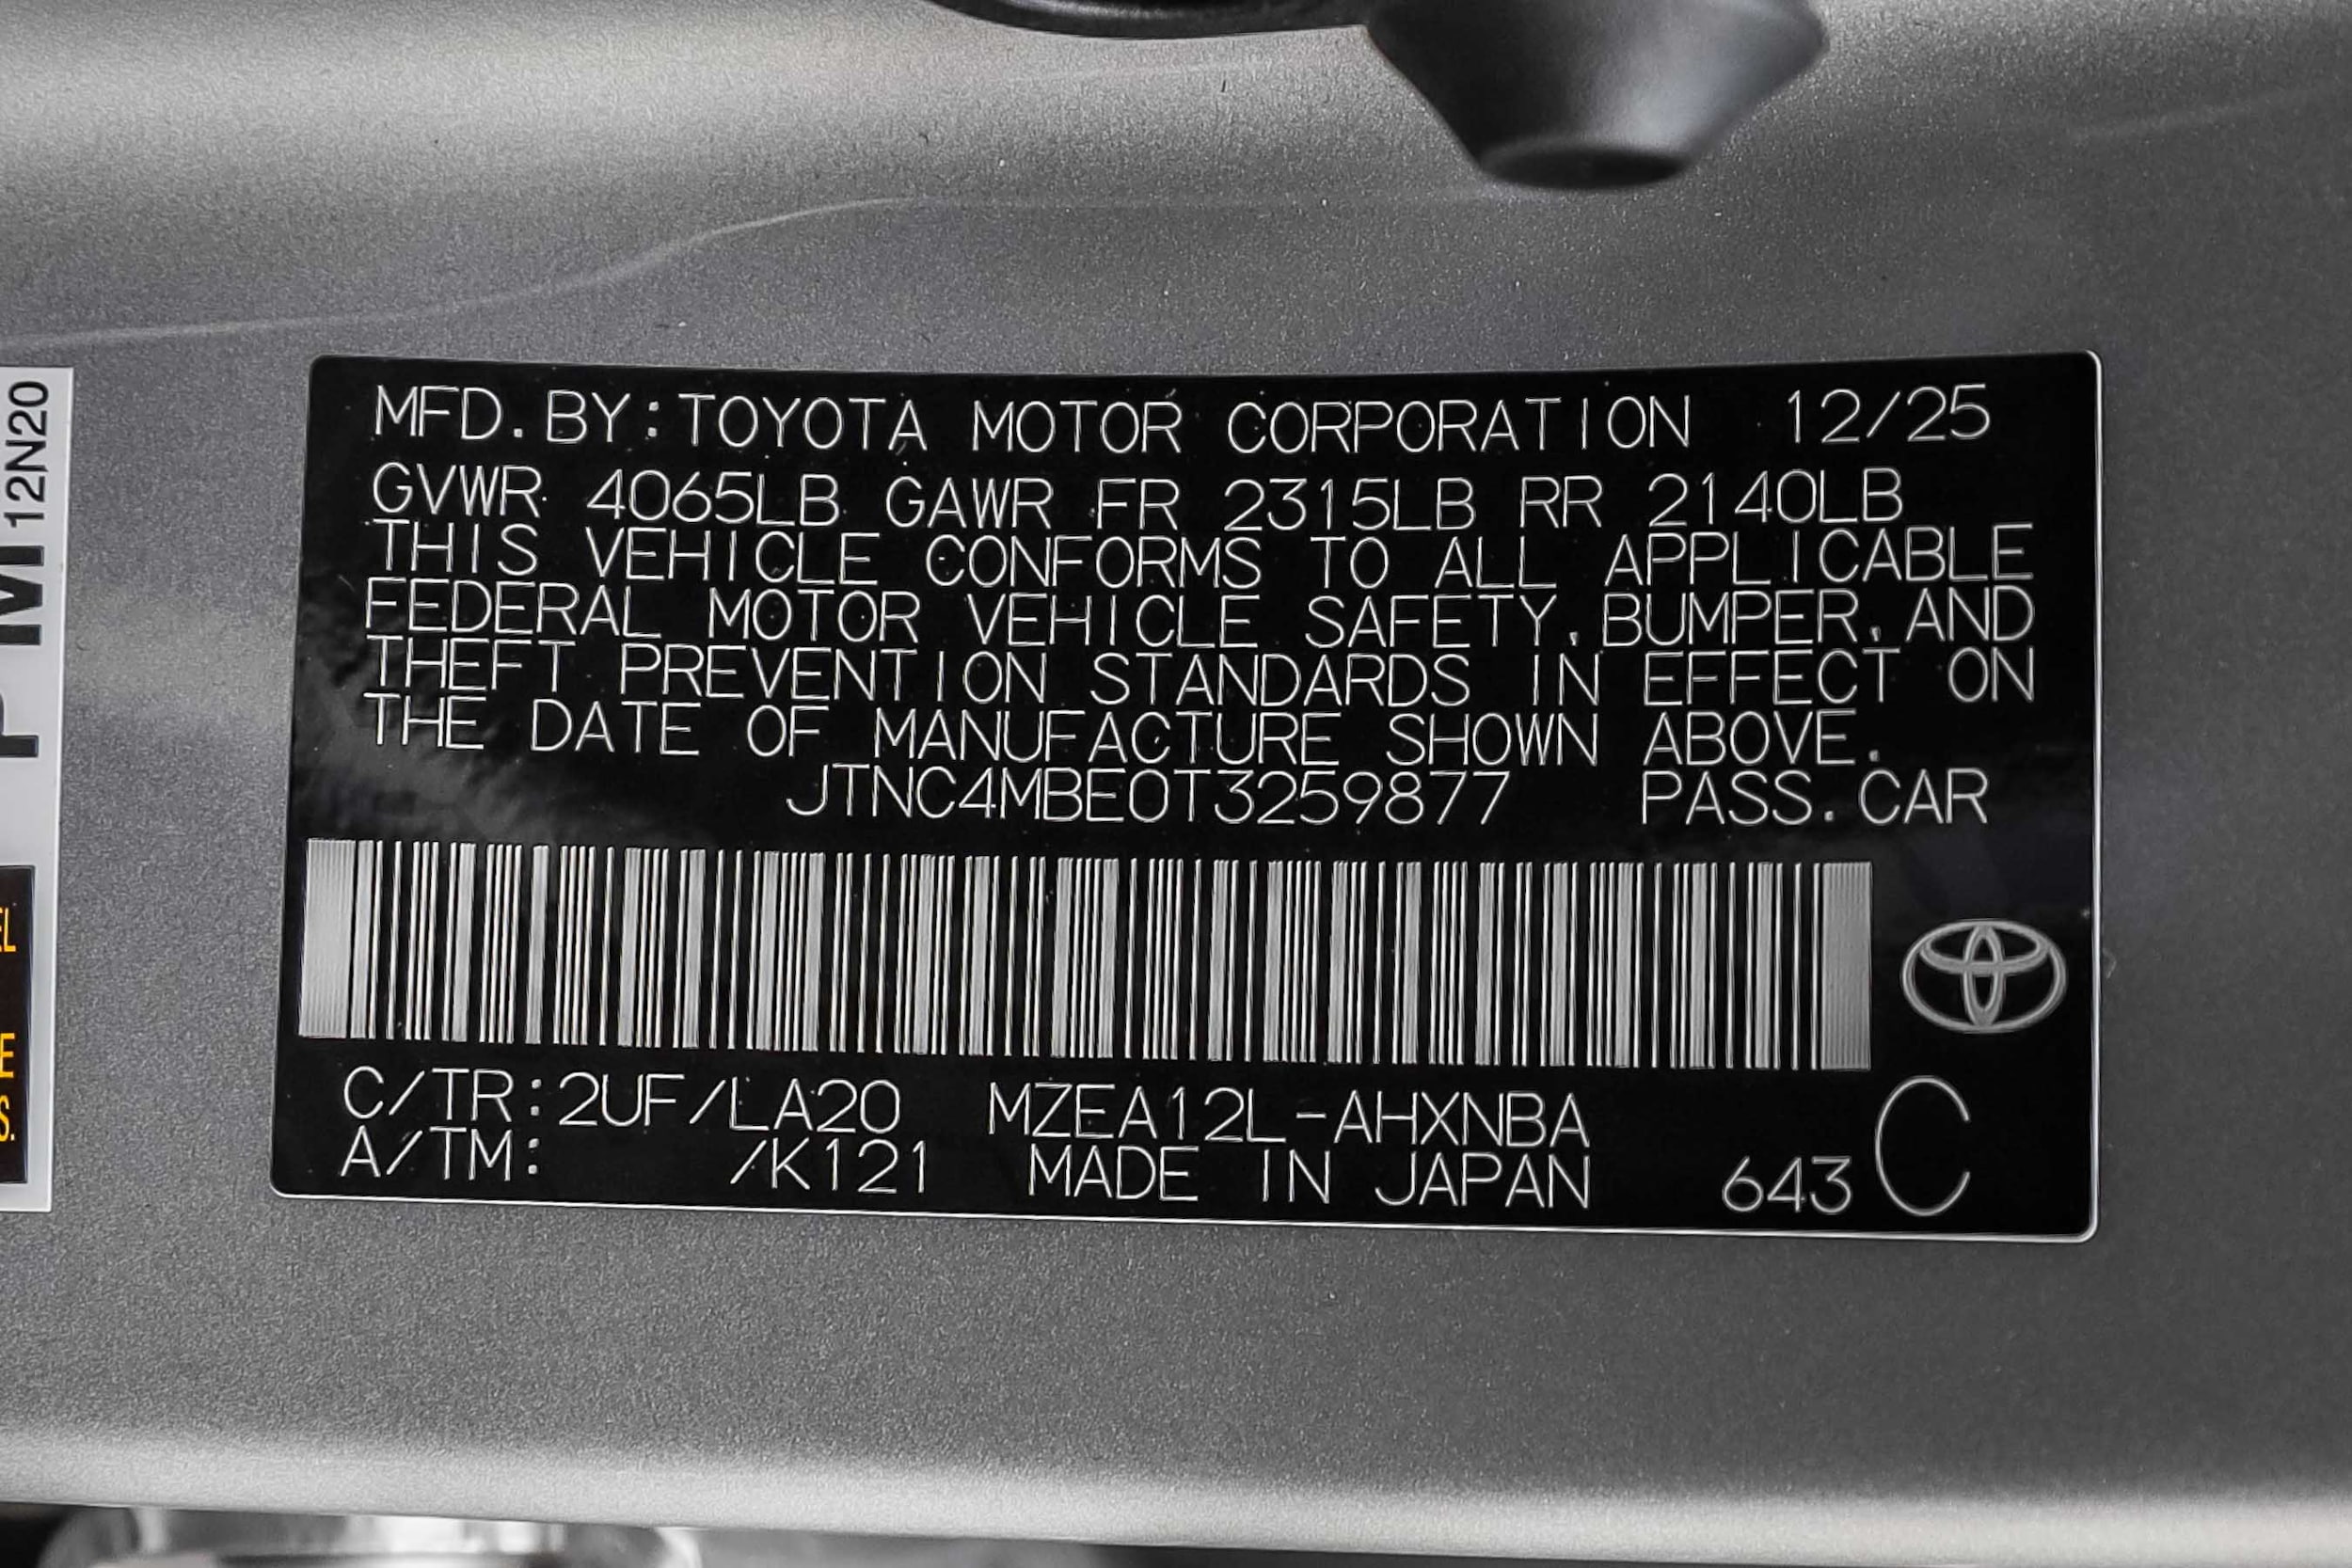 MFD.BY:TOYOTA MOTOR CORPORATION 12/25
GVWR 4065LB GAWR FR 2315LB RR 2140LB
THIS VEHICLE CONFORMS TO ALL APPLICABLE
FEDERAL MOTOR VEHICLE SAFETY,BUMPER,AND
THEFT PREVENTION STANDARDS IN EFFECT ON
THE DATE OF MANUFACTURE SHOWN ABOVE.
JTNC4MBE0T3259877 PASS.CAR
C/TR:2UF/LA20 MZEA12L-AHXNBA
A/TM: /K121 MADE IN JAPAN 643 C
12N20